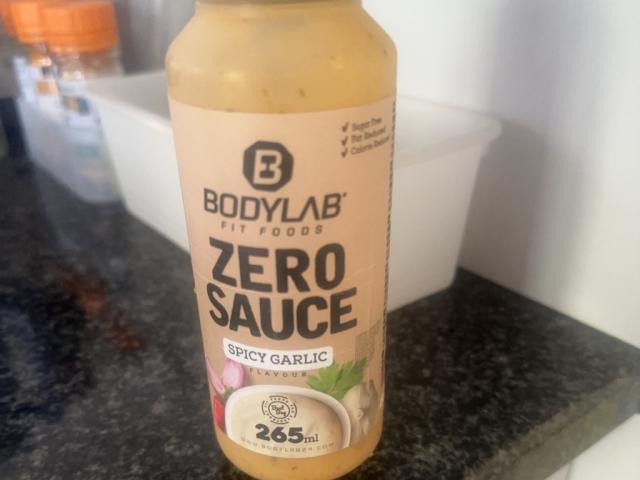 ✓ Sugar Free
✓ Fat Reduced
✓ Calorie Reduced
B
BODYLAB
FIT FOODS
ZERO
SAUCE
SPICY GARLIC
FLAVOUR
265ml
WWW.BODYLAB24.COM